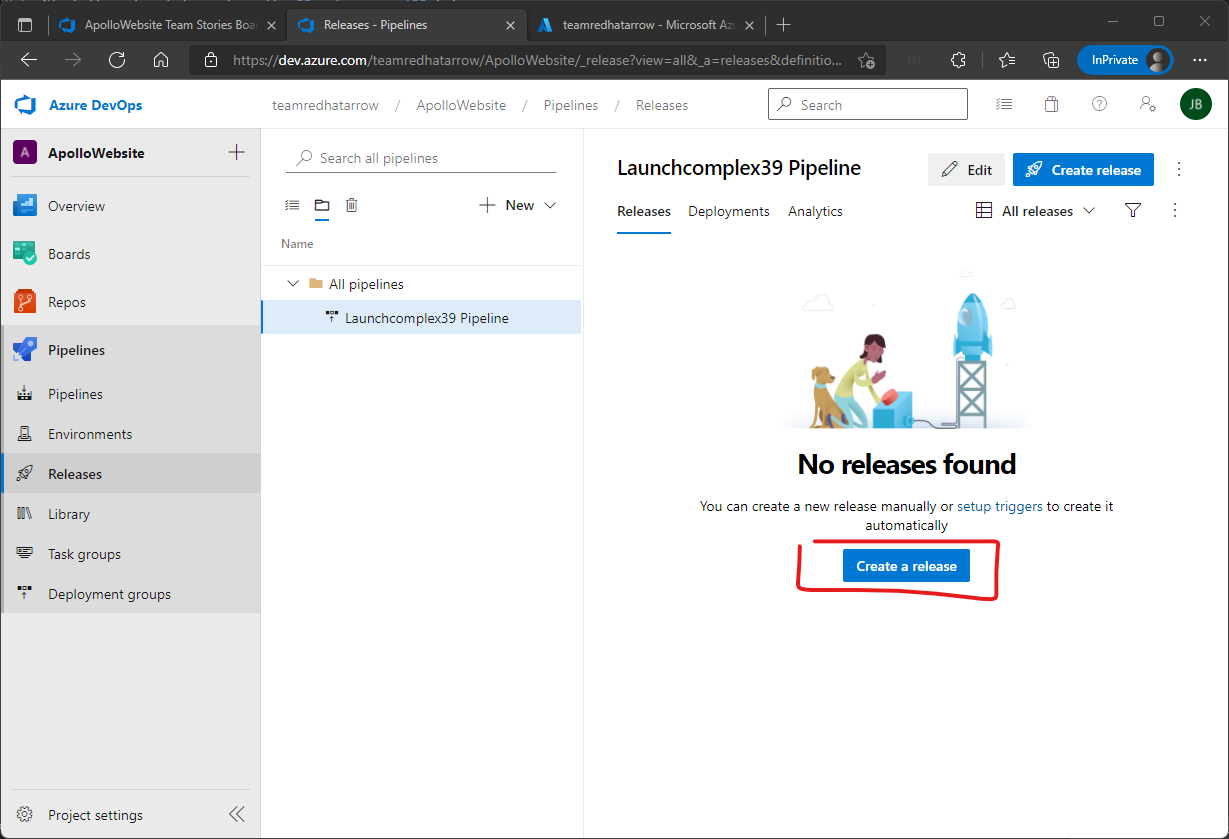 ApolloWebsite Team Stories Boa
Releases - Pipelines
teamredhatarrow - Microsoft Az
https://dev.azure.com/teamredhatarrow/ApolloWebsite/_release?view=all&_a=releases&definitio...
InPrivate
Azure DevOps
teamredhatarrow / ApolloWebsite / Pipelines / Releases
Search
JB
A ApolloWebsite
Overview
Boards
Repos
Pipelines
Pipelines
Environments
Releases
Library
Task groups
Deployment groups
Project settings
Search all pipelines
New
Name
All pipelines
Launchcomplex39 Pipeline
Launchcomplex39 Pipeline
Edit
Create release
Releases Deployments Analytics
All releases
No releases found
You can create a new release manually or setup triggers to create it
automatically
Create a release